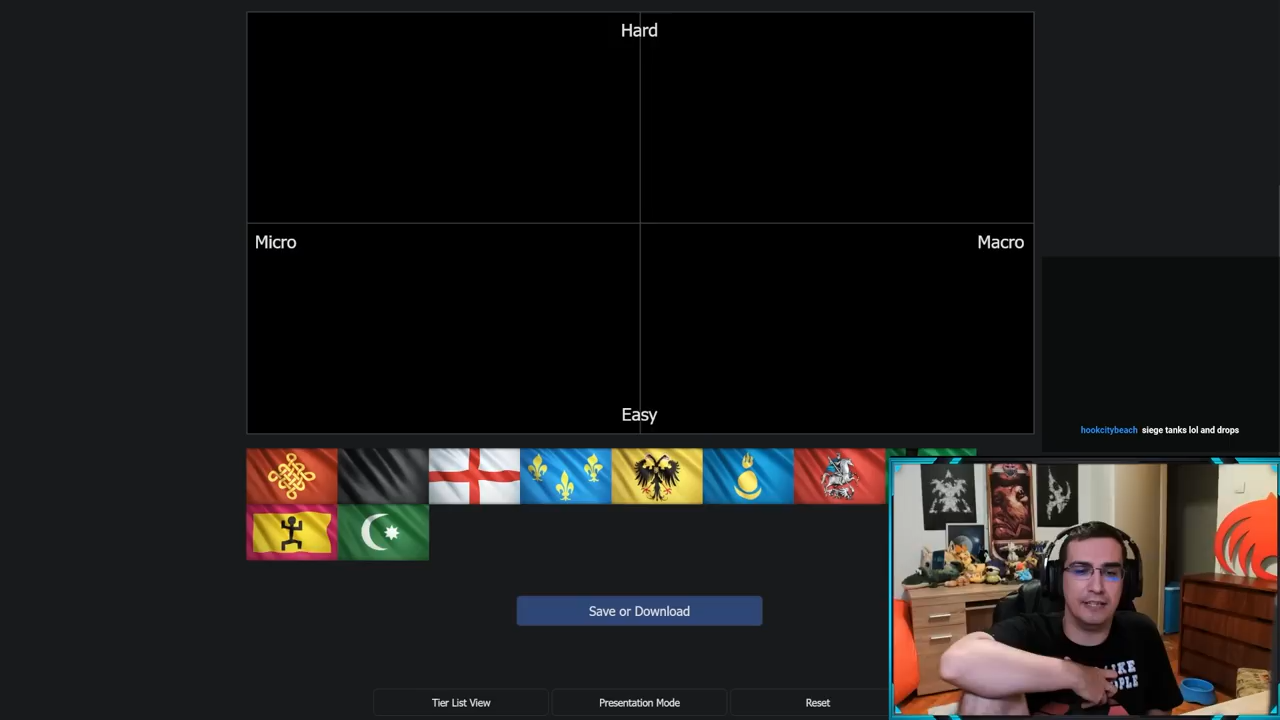 Hard
Micro
Macro
Easy
hookcitybeach siege tanks lol and drops
Save or Download
Tier List View
Presentation Mode
Reset